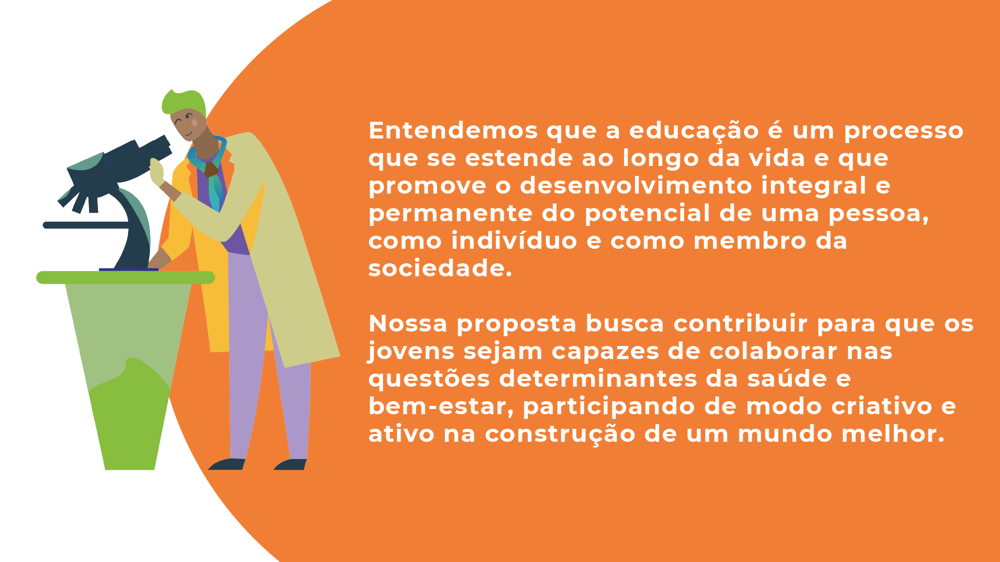 Entendemos que a educação é um processo
que se estende ao longo da vida e que
promove o desenvolvimento integral e
permanente do potencial de uma pessoa,
como indivíduo e como membro da
sociedade.
Nossa proposta busca contribuir para que os
jovens sejam capazes de colaborar nas
questões determinantes da saúde e
bem-estar, participando de modo criativo e
ativo na construção de um mundo melhor.